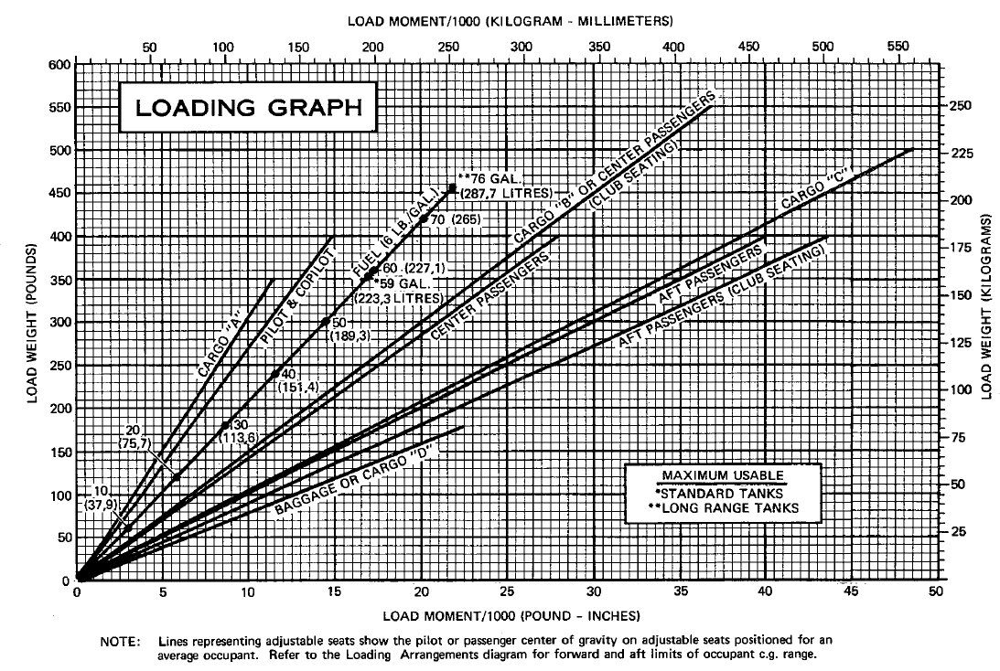 LOAD MOMENT/1000 (KILOGRAM - MILLIMETERS)
50 100 150 200 250 300 350 400 450 500 550
LOADING GRAPH
600
550
500
450
400
350
300
250
200
150
100
50
0
LOAD WEIGHT (POUNDS)
250
225
200
175
150
125
100
75
50
25
LOAD WEIGHT (KILOGRAMS)
CARGO "A"
PILOT & COPILOT
FUEL (6 LB./GAL.)
**76 GAL.
(287,7 LITRES)
70 (265)
60 (227,1)
*59 GAL.
(223,3 LITRES)
50
(189,3)
40
(151,4)
30
(113,6)
20
(75,7)
10
(37,9)
CARGO "B" OR CENTER PASSENGERS
(CLUB SEATING)
CENTER PASSENGERS
CARGO "C"
AFT PASSENGERS
AFT PASSENGERS (CLUB SEATING)
BAGGAGE OR CARGO "D"
MAXIMUM USABLE
*STANDARD TANKS
**LONG RANGE TANKS
0 5 10 15 20 25 30 35 40 45 50
LOAD MOMENT/1000 (POUND - INCHES)
NOTE: Lines representing adjustable seats show the pilot or passenger center of gravity on adjustable seats positioned for an
average occupant. Refer to the Loading Arrangements diagram for forward and aft limits of occupant c.g. range.